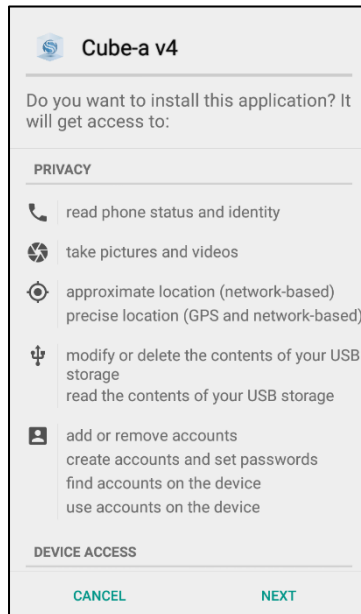 Cube-a v4
Do you want to install this application? It
will get access to:
PRIVACY
read phone status and identity
take pictures and videos
approximate location (network-based)
precise location (GPS and network-based)
modify or delete the contents of your USB
storage
read the contents of your USB storage
add or remove accounts
create accounts and set passwords
find accounts on the device
use accounts on the device
DEVICE ACCESS
CANCEL NEXT